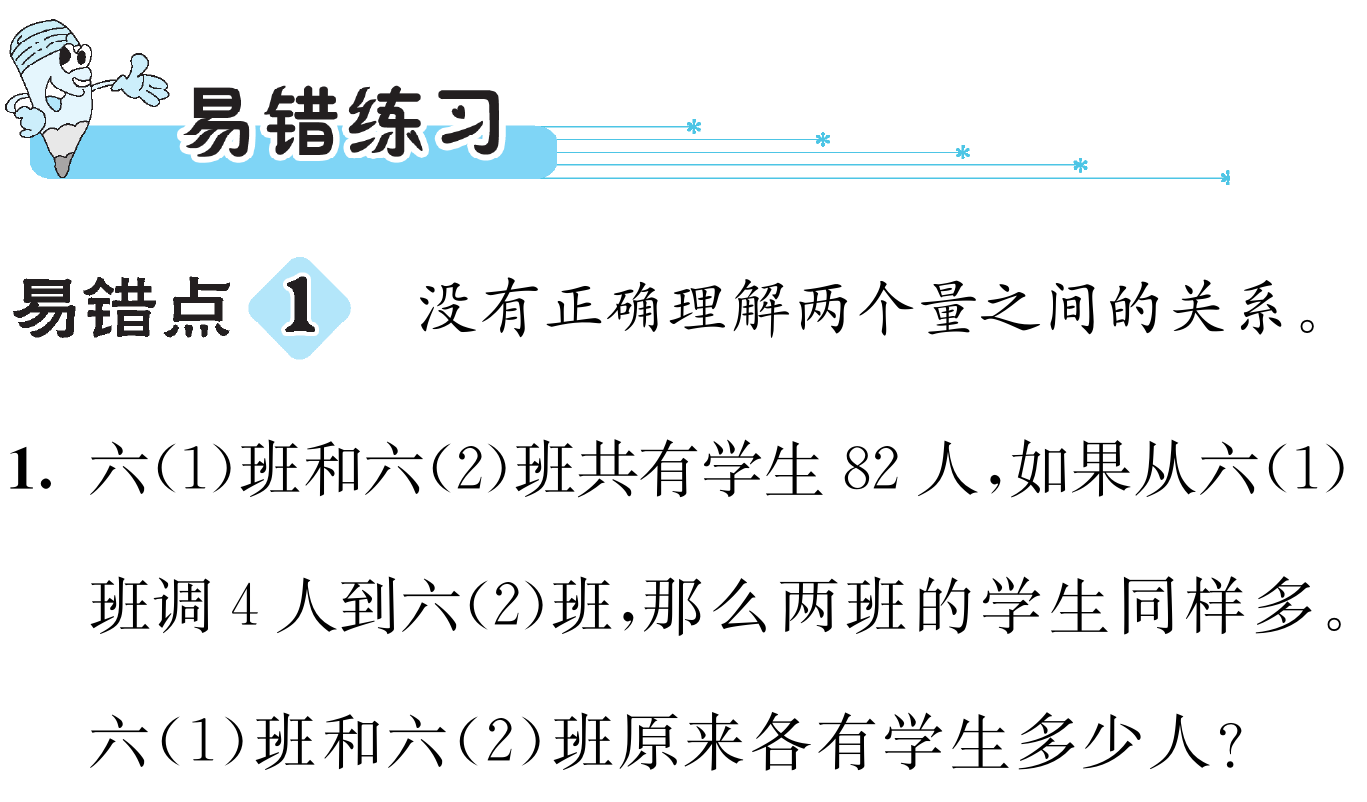 易错练习
易错点 1 没有正确理解两个量之间的关系。
1. 六(1)班和六(2)班共有学生 82 人,如果从六(1)
班调 4 人到六(2)班,那么两班的学生同样多。
六(1)班和六(2)班原来各有学生多少人?